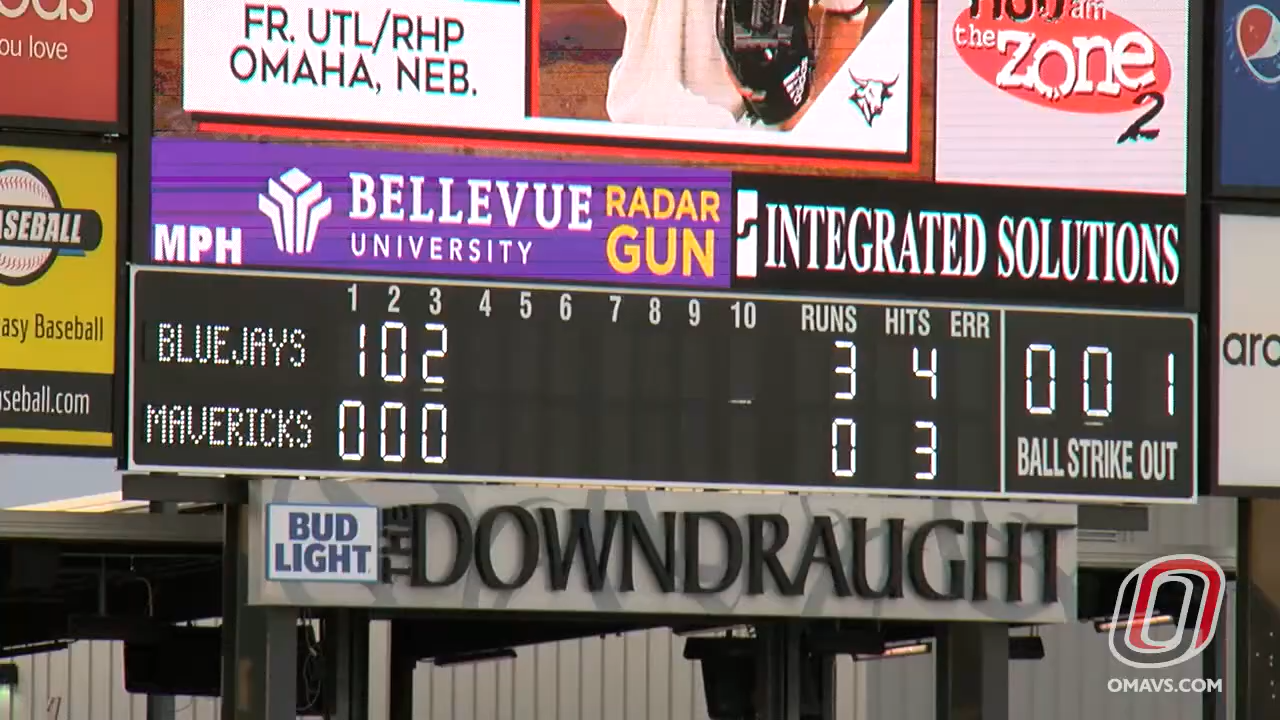 ou love
FR. UTL/RHP
OMAHA, NEB.
am
the
zone
2
BASEBALL
asy Baseball
seball.com
MPH
BELLEVUE
UNIVERSITY
RADAR
GUN
INTEGRATED SOLUTIONS
1 2 3 4 5 6 7 8 9 10 RUNS HITS ERR
BLUEJAYS 1 0 2 3 4 0 0 1
MAVERICKS 0 0 0 0 3
BALL STRIKE OUT
BUD
LIGHT
THE DOWNDRAUGHT
adidas
O
OMAVS.COM